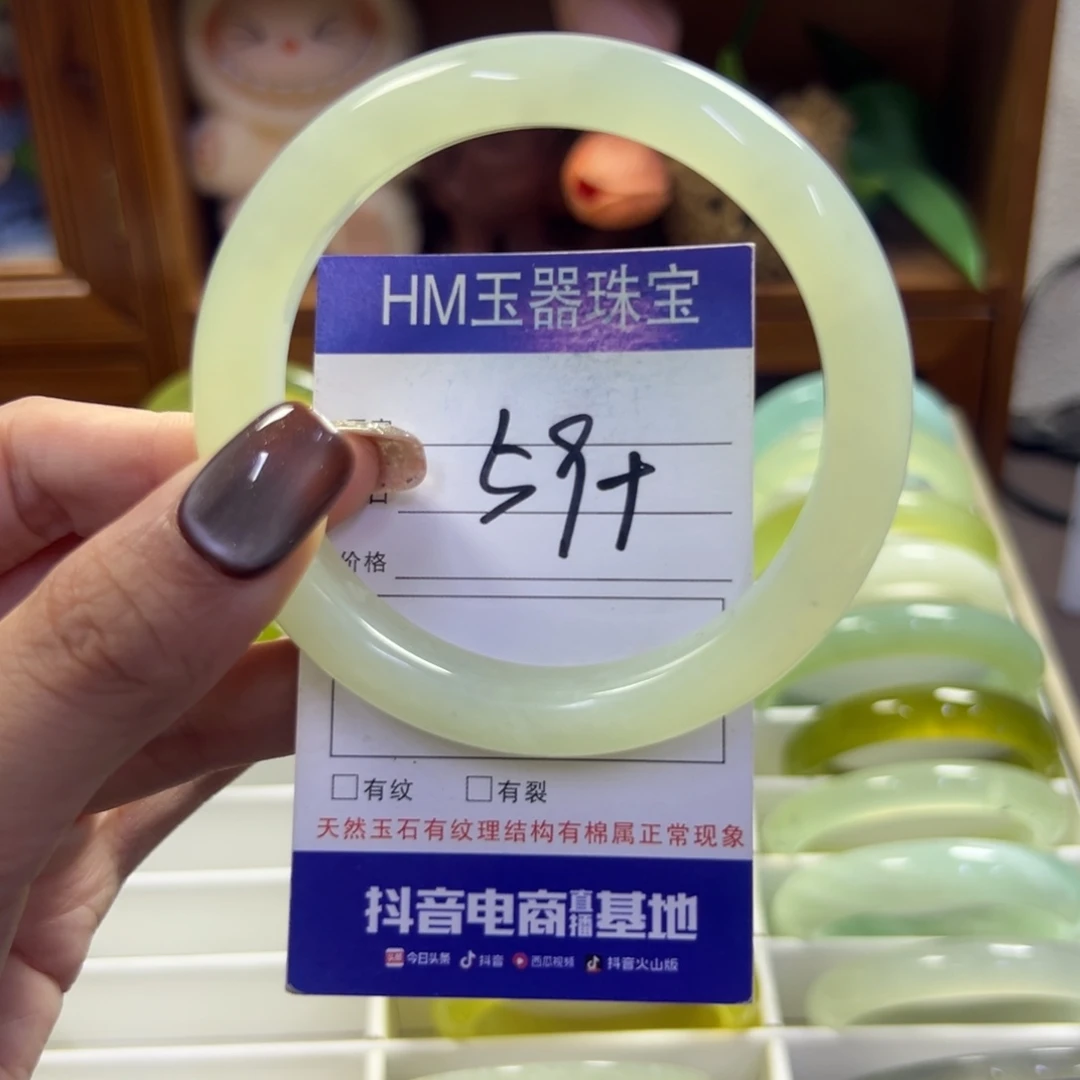 HM玉器珠宝
59+
价格
有纹 有裂
天然玉石有纹理结构有棉属正常现象
抖音电商直播基地
头条 今日头条 抖音 西瓜视频 抖音火山版